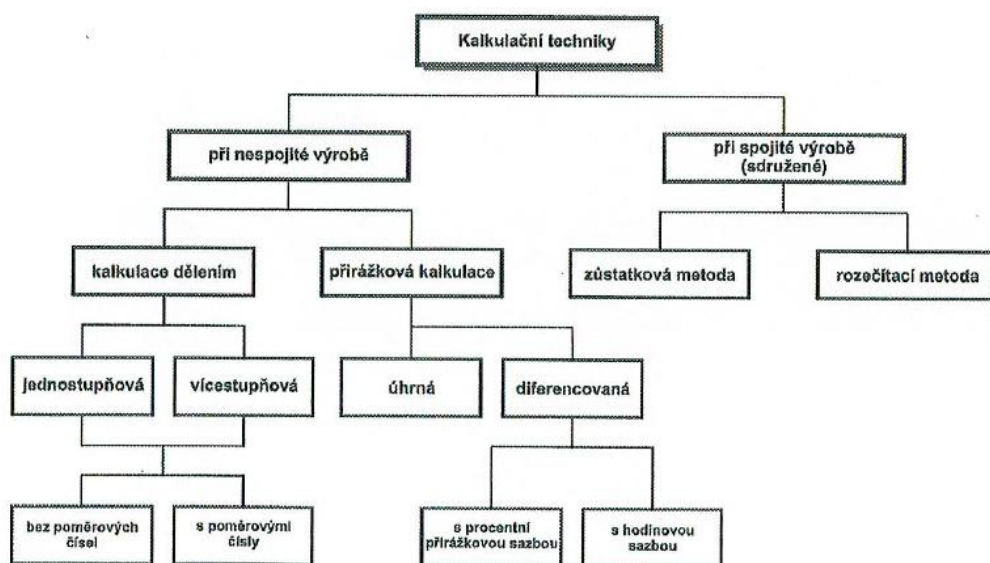 Kalkulační techniky
při nespojité výrobě
při spojité výrobě
(sdružené)
kalkulace dělením
přirážková kalkulace
zůstatková metoda
rozečítací metoda
jednostupňová
vícestupňová
úhrná
diferencovaná
bez poměrových
čísel
s poměrovými
čísly
s procentní
přirážkovou sazbou
s hodinovou
sazbou